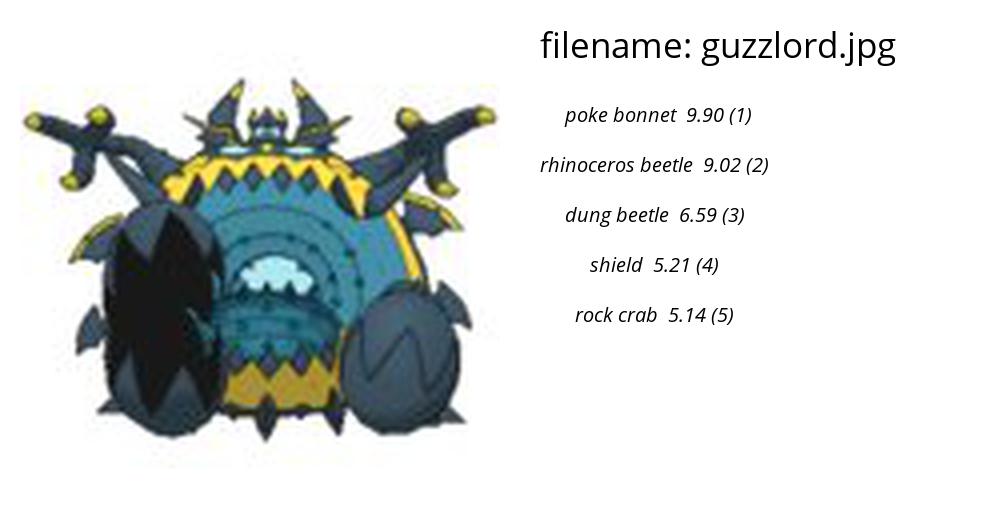 filename: guzzlord.jpg
poke bonnet 9.90 (1)
rhinoceros beetle 9.02 (2)
dung beetle 6.59 (3)
shield 5.21 (4)
rock crab 5.14 (5)